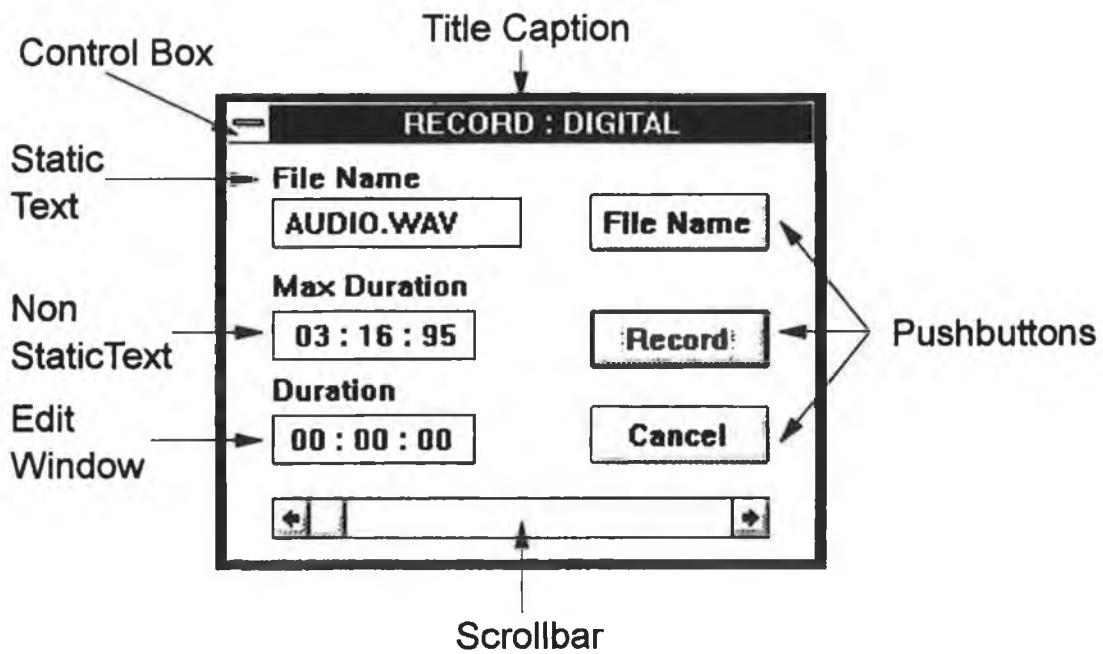 Title Caption
Control Box
RECORD : DIGITAL
Static
Text
File Name
AUDIO.WAV
File Name
Max Duration
Non
StaticText
03 : 16 : 95
Record
Pushbuttons
Duration
Edit
Window
00 : 00 : 00
Cancel
Scrollbar